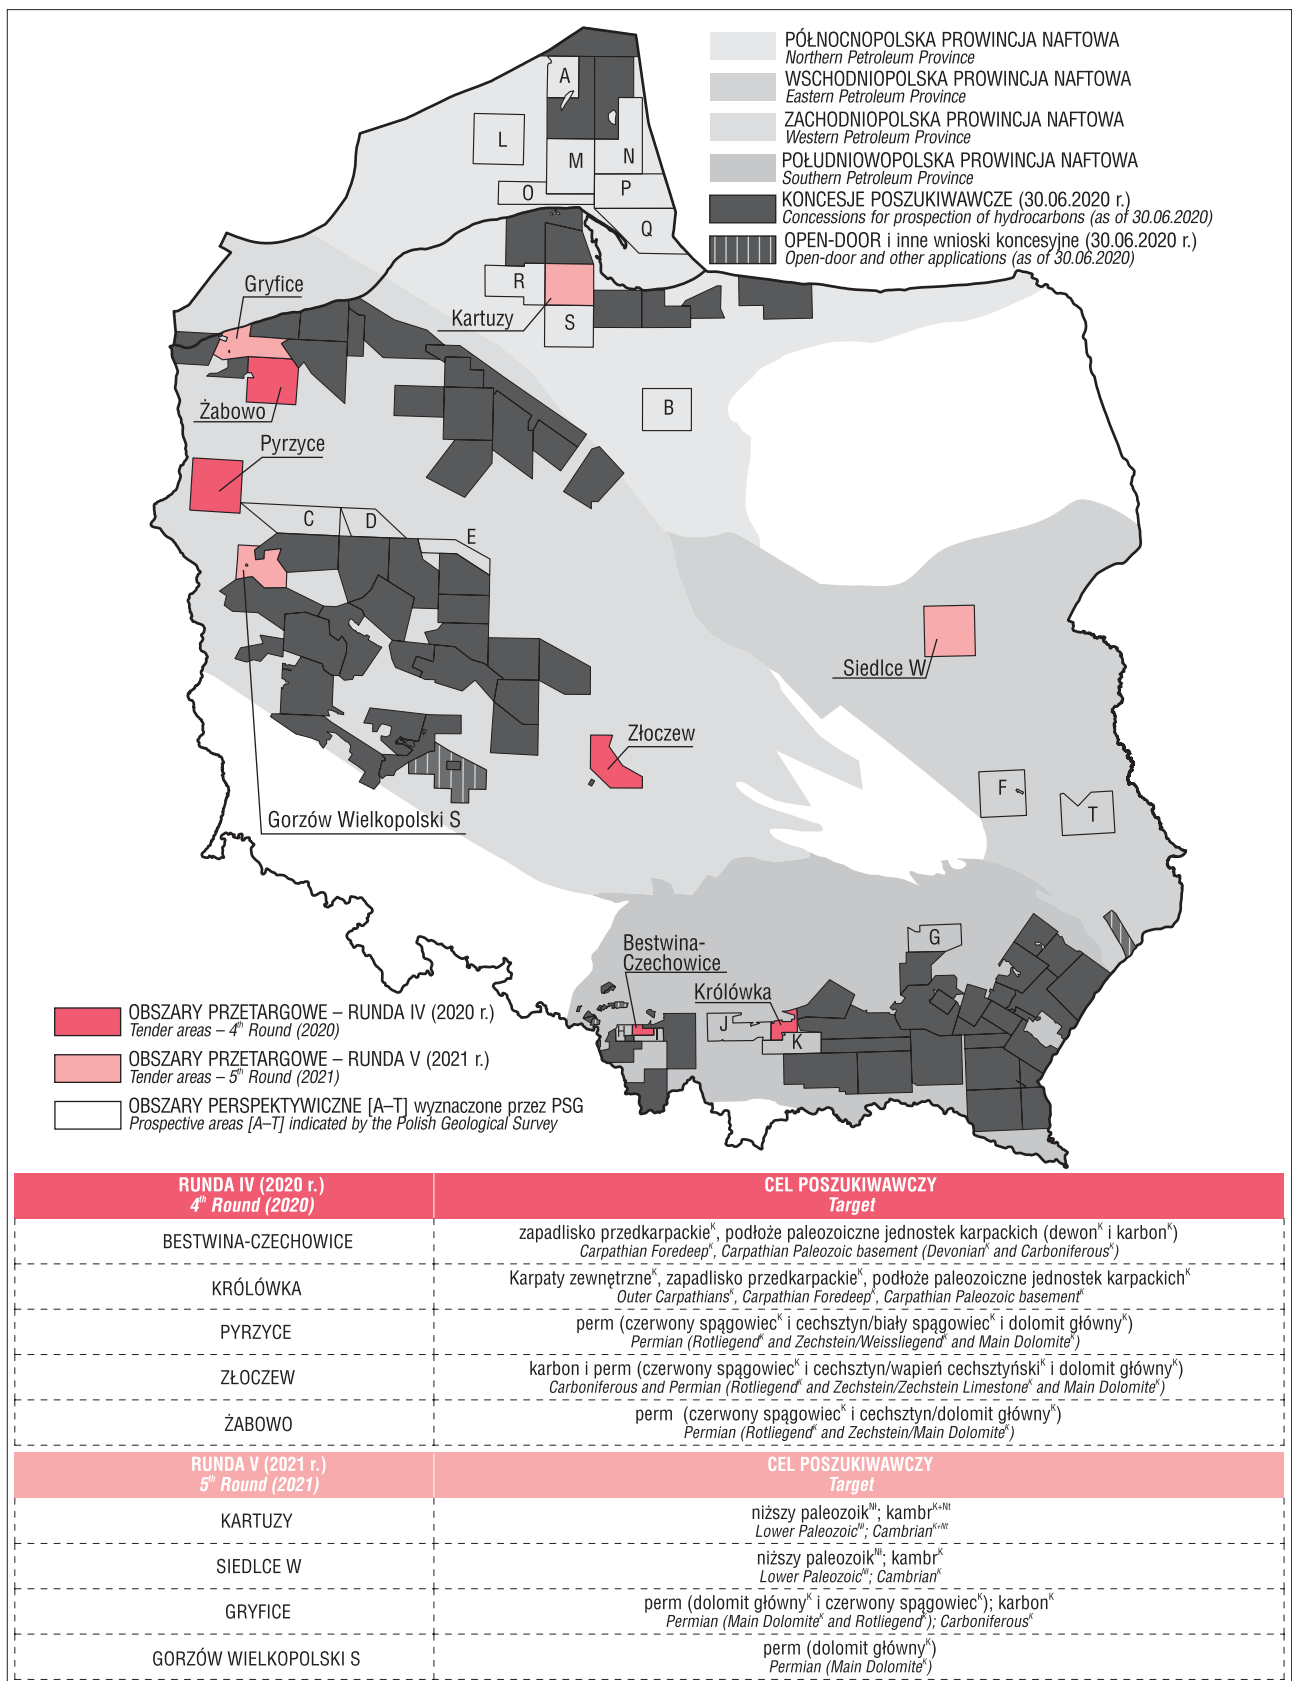 PÓŁNOCNOPOLSKA PROWINCJA NAFTOWA
Northern Petroleum Province
WSCHODNIOPOLSKA PROWINCJA NAFTOWA
Eastern Petroleum Province
ZACHODNIOPOLSKA PROWINCJA NAFTOWA
Western Petroleum Province
POŁUDNIOWOPOLSKA PROWINCJA NAFTOWA
Southern Petroleum Province
KONCESJE POSZUKIWAWCZE (30.06.2020 r.)
Concessions for prospection of hydrocarbons (as of 30.06.2020)
OPEN-DOOR i inne wnioski koncesyjne (30.06.2020 r.)
Open-door and other applications (as of 30.06.2020)
A
L
M
N
O
P
Q
R
Gryfice
Kartuzy
S
Żabowo
B
Pyrzyce
C
D
E
Siedlce W
Złoczew
F
T
Gorzów Wielkopolski S
G
Bestwina-
Czechowice
Królówka
H
I
J
K
OBSZARY PRZETARGOWE – RUNDA IV (2020 r.)
Tender areas – 4th Round (2020)
OBSZARY PRZETARGOWE – RUNDA V (2021 r.)
Tender areas – 5th Round (2021)
OBSZARY PERSPEKTYWICZNE [A–T] wyznaczone przez PSG
Prospective areas [A–T] indicated by the Polish Geological Survey
RUNDA IV (2020 r.)
4th Round (2020)
CEL POSZUKIWAWCZY
Target
BESTWINA-CZECHOWICE
zapadlisko przedkarpackieK, podłoże paleozoiczne jednostek karpackich (dewonK i karbonK)
Carpathian ForedeepK, Carpathian Paleozoic basement (DevonianK and CarboniferousK)
KRÓLÓWKA
Karpaty zewnętrzneK, zapadlisko przedkarpackieK, podłoże paleozoiczne jednostek karpackichK
Outer CarpathiansK, Carpathian ForedeepK, Carpathian Paleozoic basementK
PYRZYCE
perm (czerwony spągowiecK i cechsztyn/biały spągowiec i dolomit głównyK)
Permian (RotliegendK and Zechstein/Weissliegend and Main DolomiteK)
ZŁOCZEW
karbon i perm (czerwony spągowiecK i cechsztyn/wapień cechsztyńskiK i dolomit głównyK)
Carboniferous and Permian (RotliegendK and Zechstein/Zechstein LimestoneK and Main DolomiteK)
ŻABOWO
perm (czerwony spągowiecK i cechsztyn/dolomit głównyK)
Permian (RotliegendK and Zechstein/Main DolomiteK)
RUNDA V (2021 r.)
5th Round (2021)
CEL POSZUKIWAWCZY
Target
KARTUZY
niższy paleozoikNł; kambrK+Nt
Lower PaleozoicNł; CambrianK+Nt
SIEDLCE W
niższy paleozoikNł; kambrK
Lower PaleozoicNł; CambrianK
GRYFICE
perm (dolomit głównyK i czerwony spągowiecK); karbonK
Permian (Main DolomiteK and RotliegendK); CarboniferousK
GORZÓW WIELKOPOLSKI S
perm (dolomit głównyK)
Permian (Main DolomiteK)